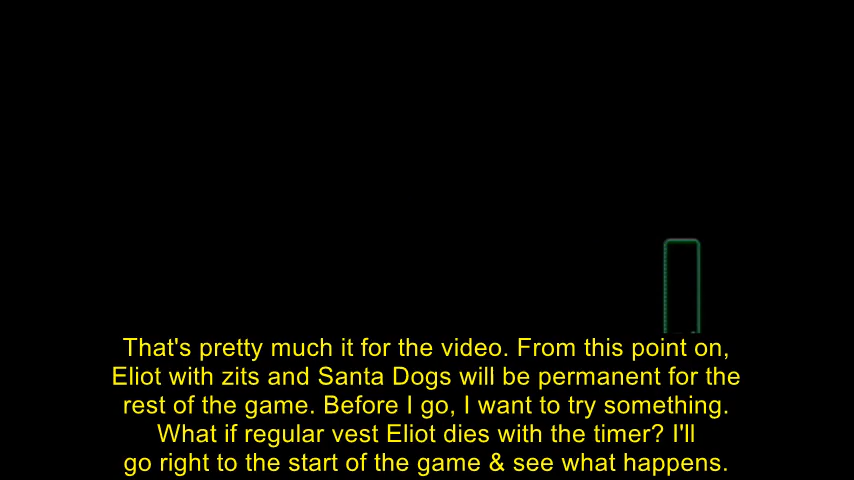 That's pretty much it for the video. From this point on,
Eliot with zits and Santa Dogs will be permanent for the
rest of the game. Before I go, I want to try something.
What if regular vest Eliot dies with the timer? I'll
go right to the start of the game & see what happens.